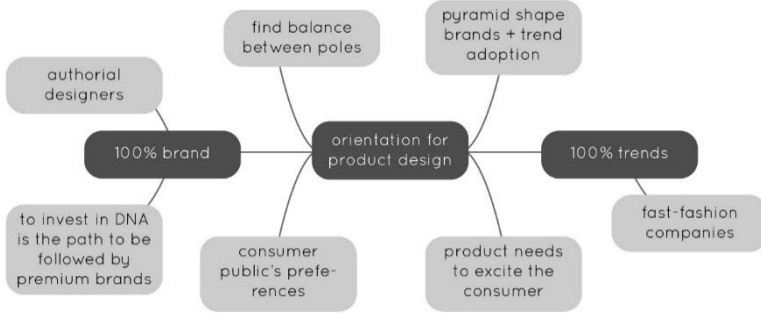 find balance
between poles
pyramid shape
brands + trend
adoption
authorial
designers
100% brand
orientation for
product design
100% trends
to invest in DNA
is the path to be
followed by
premium brands
consumer
public's prefe-
rences
product needs
to excite the
consumer
fast-fashion
companies